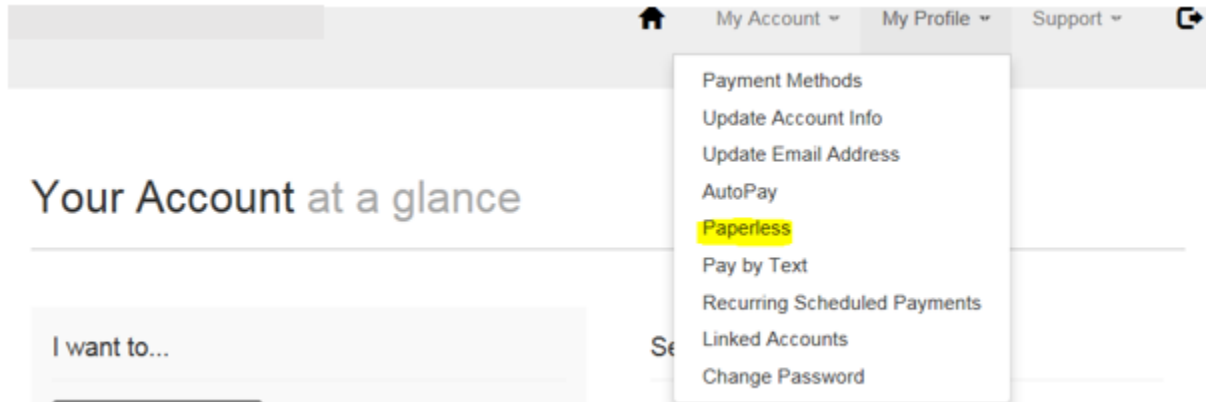 My Account My Profile Support
Payment Methods
Update Account Info
Update Email Address
Your Account at a glance
AutoPay
Paperless
Pay by Text
Recurring Scheduled Payments
I want to...
Linked Accounts
Change Password